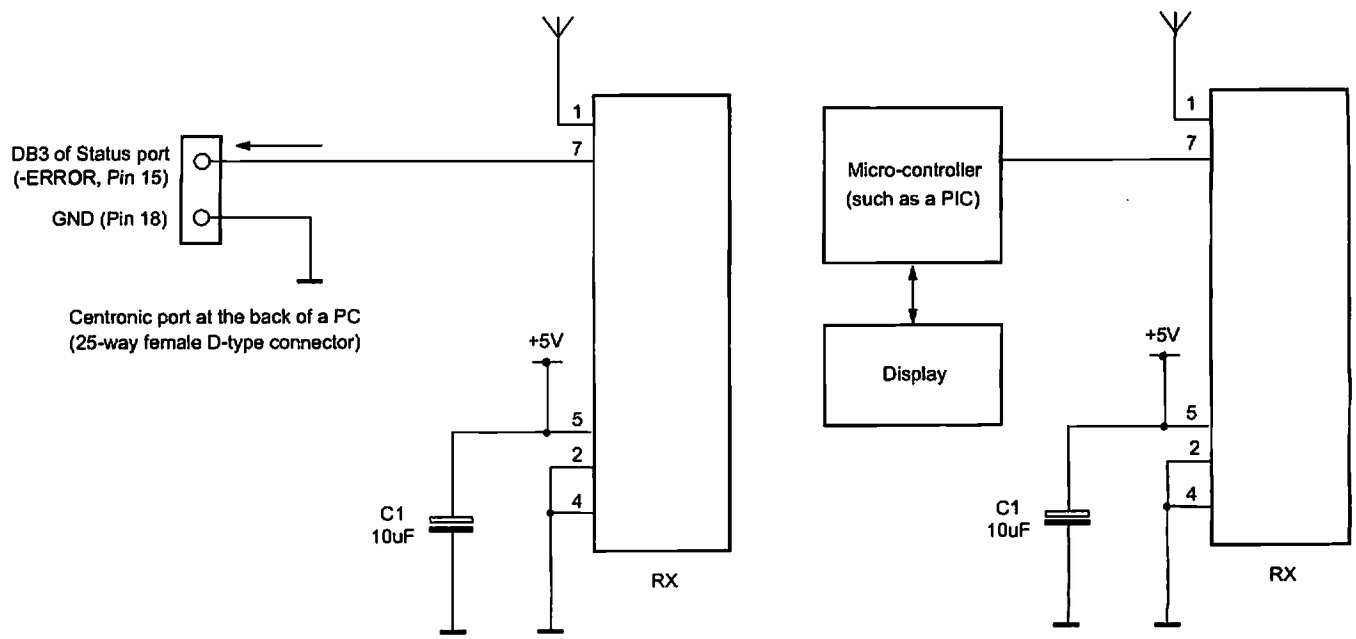 1
7
DB3 of Status port
(-ERROR, Pin 15)
GND (Pin 18)
Centronic port at the back of a PC
(25-way female D-type connector)
+5V
5
2
4
C1
10uF
RX
1
7
Micro-controller
(such as a PIC)
Display
+5V
5
2
4
C1
10uF
RX